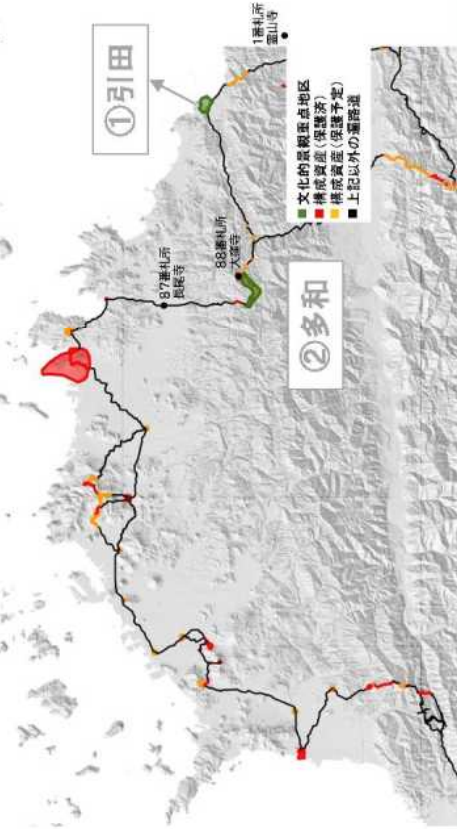 ①引田
1番札所
霊山寺
文化的景観重点地区
構成資産(保護済)
構成資産(保護予定)
上記以外の遍路道
88番札所
大窪寺
87番札所
長尾寺
②多和